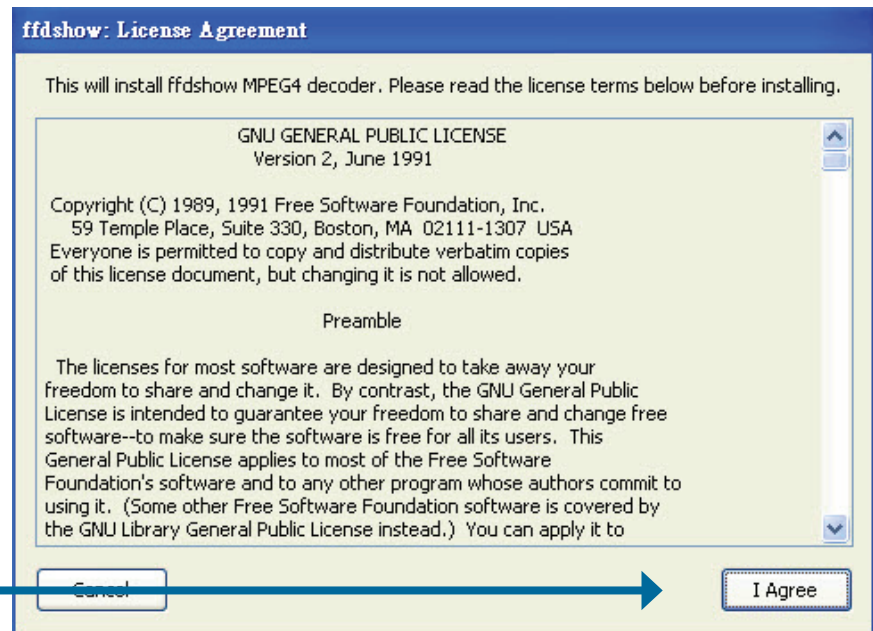 ffdshow: License Agreement
This will install ffdshow MPEG4 decoder. Please read the license terms below before installing.
GNU GENERAL PUBLIC LICENSE
Version 2, June 1991
Copyright (C) 1989, 1991 Free Software Foundation, Inc.
59 Temple Place, Suite 330, Boston, MA 02111-1307 USA
Everyone is permitted to copy and distribute verbatim copies
of this license document, but changing it is not allowed.
Preamble
The licenses for most software are designed to take away your
freedom to share and change it. By contrast, the GNU General Public
License is intended to guarantee your freedom to share and change free
software--to make sure the software is free for all its users. This
General Public License applies to most of the Free Software
Foundation's software and to any other program whose authors commit to
using it. (Some other Free Software Foundation software is covered by
the GNU Library General Public License instead.) You can apply it to
Cancel
I Agree